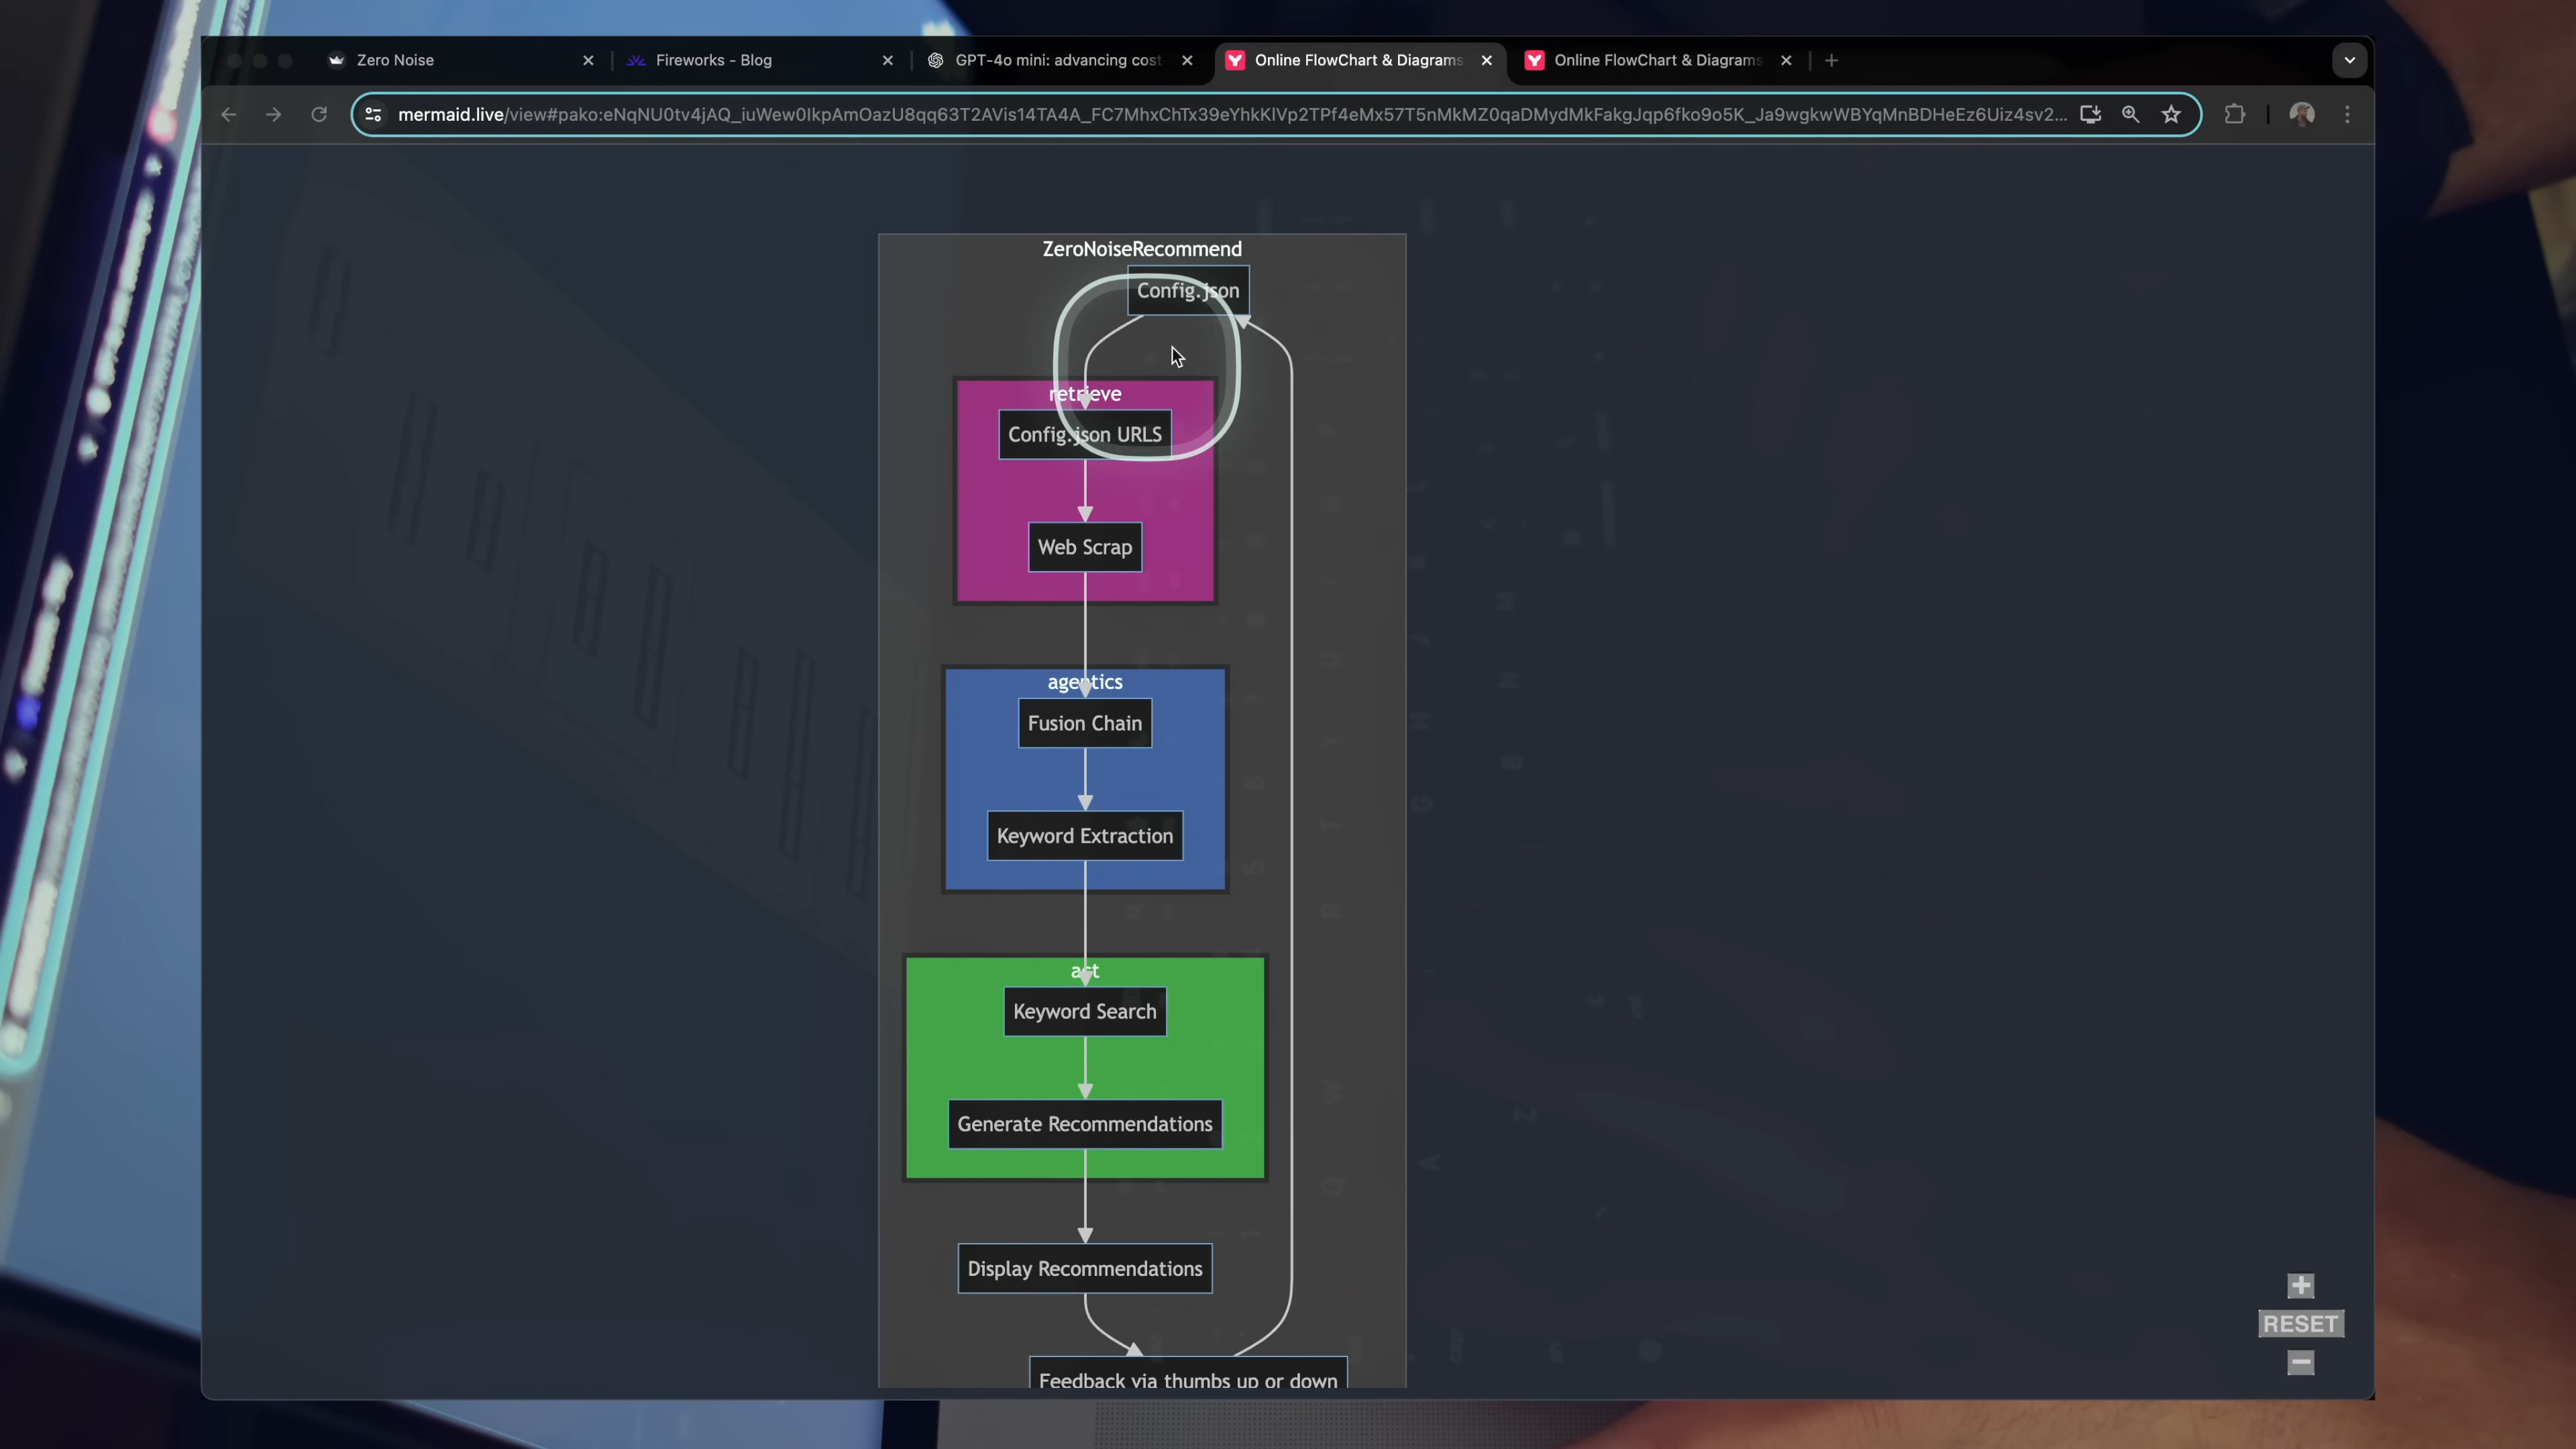 Zero Noise
Fireworks - Blog
GPT-4o mini: advancing cost
Online FlowChart & Diagrams
Online FlowChart & Diagrams
mermaid.live/view#pako:eNqNU0tv4jAQ_iuWew0IkpAmOazU8qq63T2AVis14TA4A_FC7MhxChTx39eYhkKlVp2TPf4eMx57T5nMkMZ0qaDMydMkFakgJqp6fko9o5K_Ja9wgkwWBYqMnBDHeEz6Uiz4sv2...
ZeroNoiseRecommend
Config.json
retrieve
Config.json URLS
Web Scrap
agentics
Fusion Chain
Keyword Extraction
act
Keyword Search
Generate Recommendations
Display Recommendations
Feedback via thumbs up or down
RESET